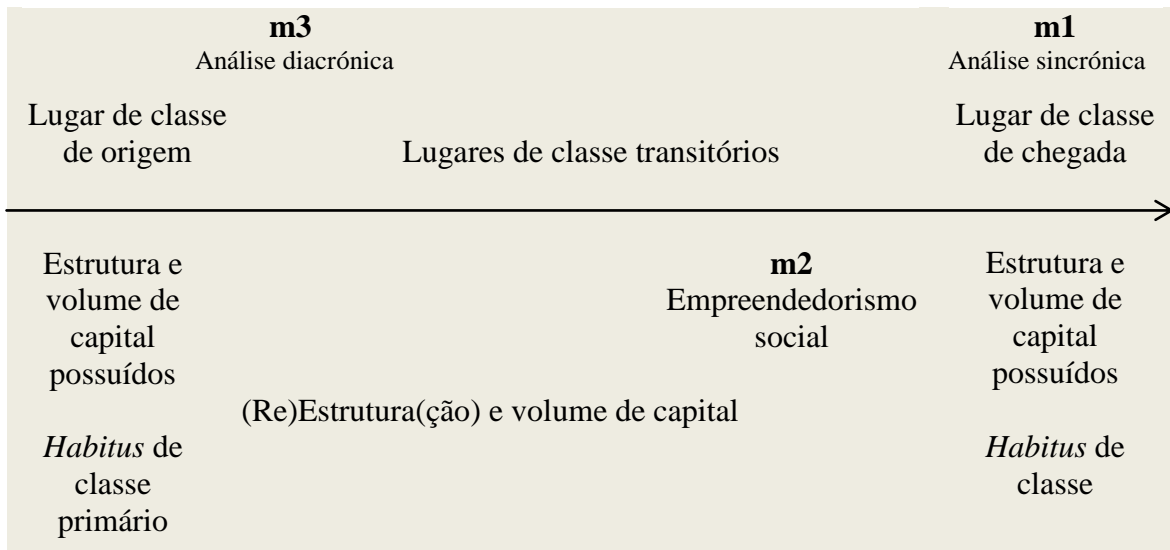 m3
Análise diacrónica
m1
Análise sincrónica
Lugar de classe
de origem
Lugares de classe transitórios
Lugar de classe
de chegada
Estrutura e
volume de
capital
possuídos
m2
Empreendedorismo
social
Estrutura e
volume de
capital
possuídos
(Re)Estrutura(ção) e volume de capital
Habitus de
classe
primário
Habitus de
classe